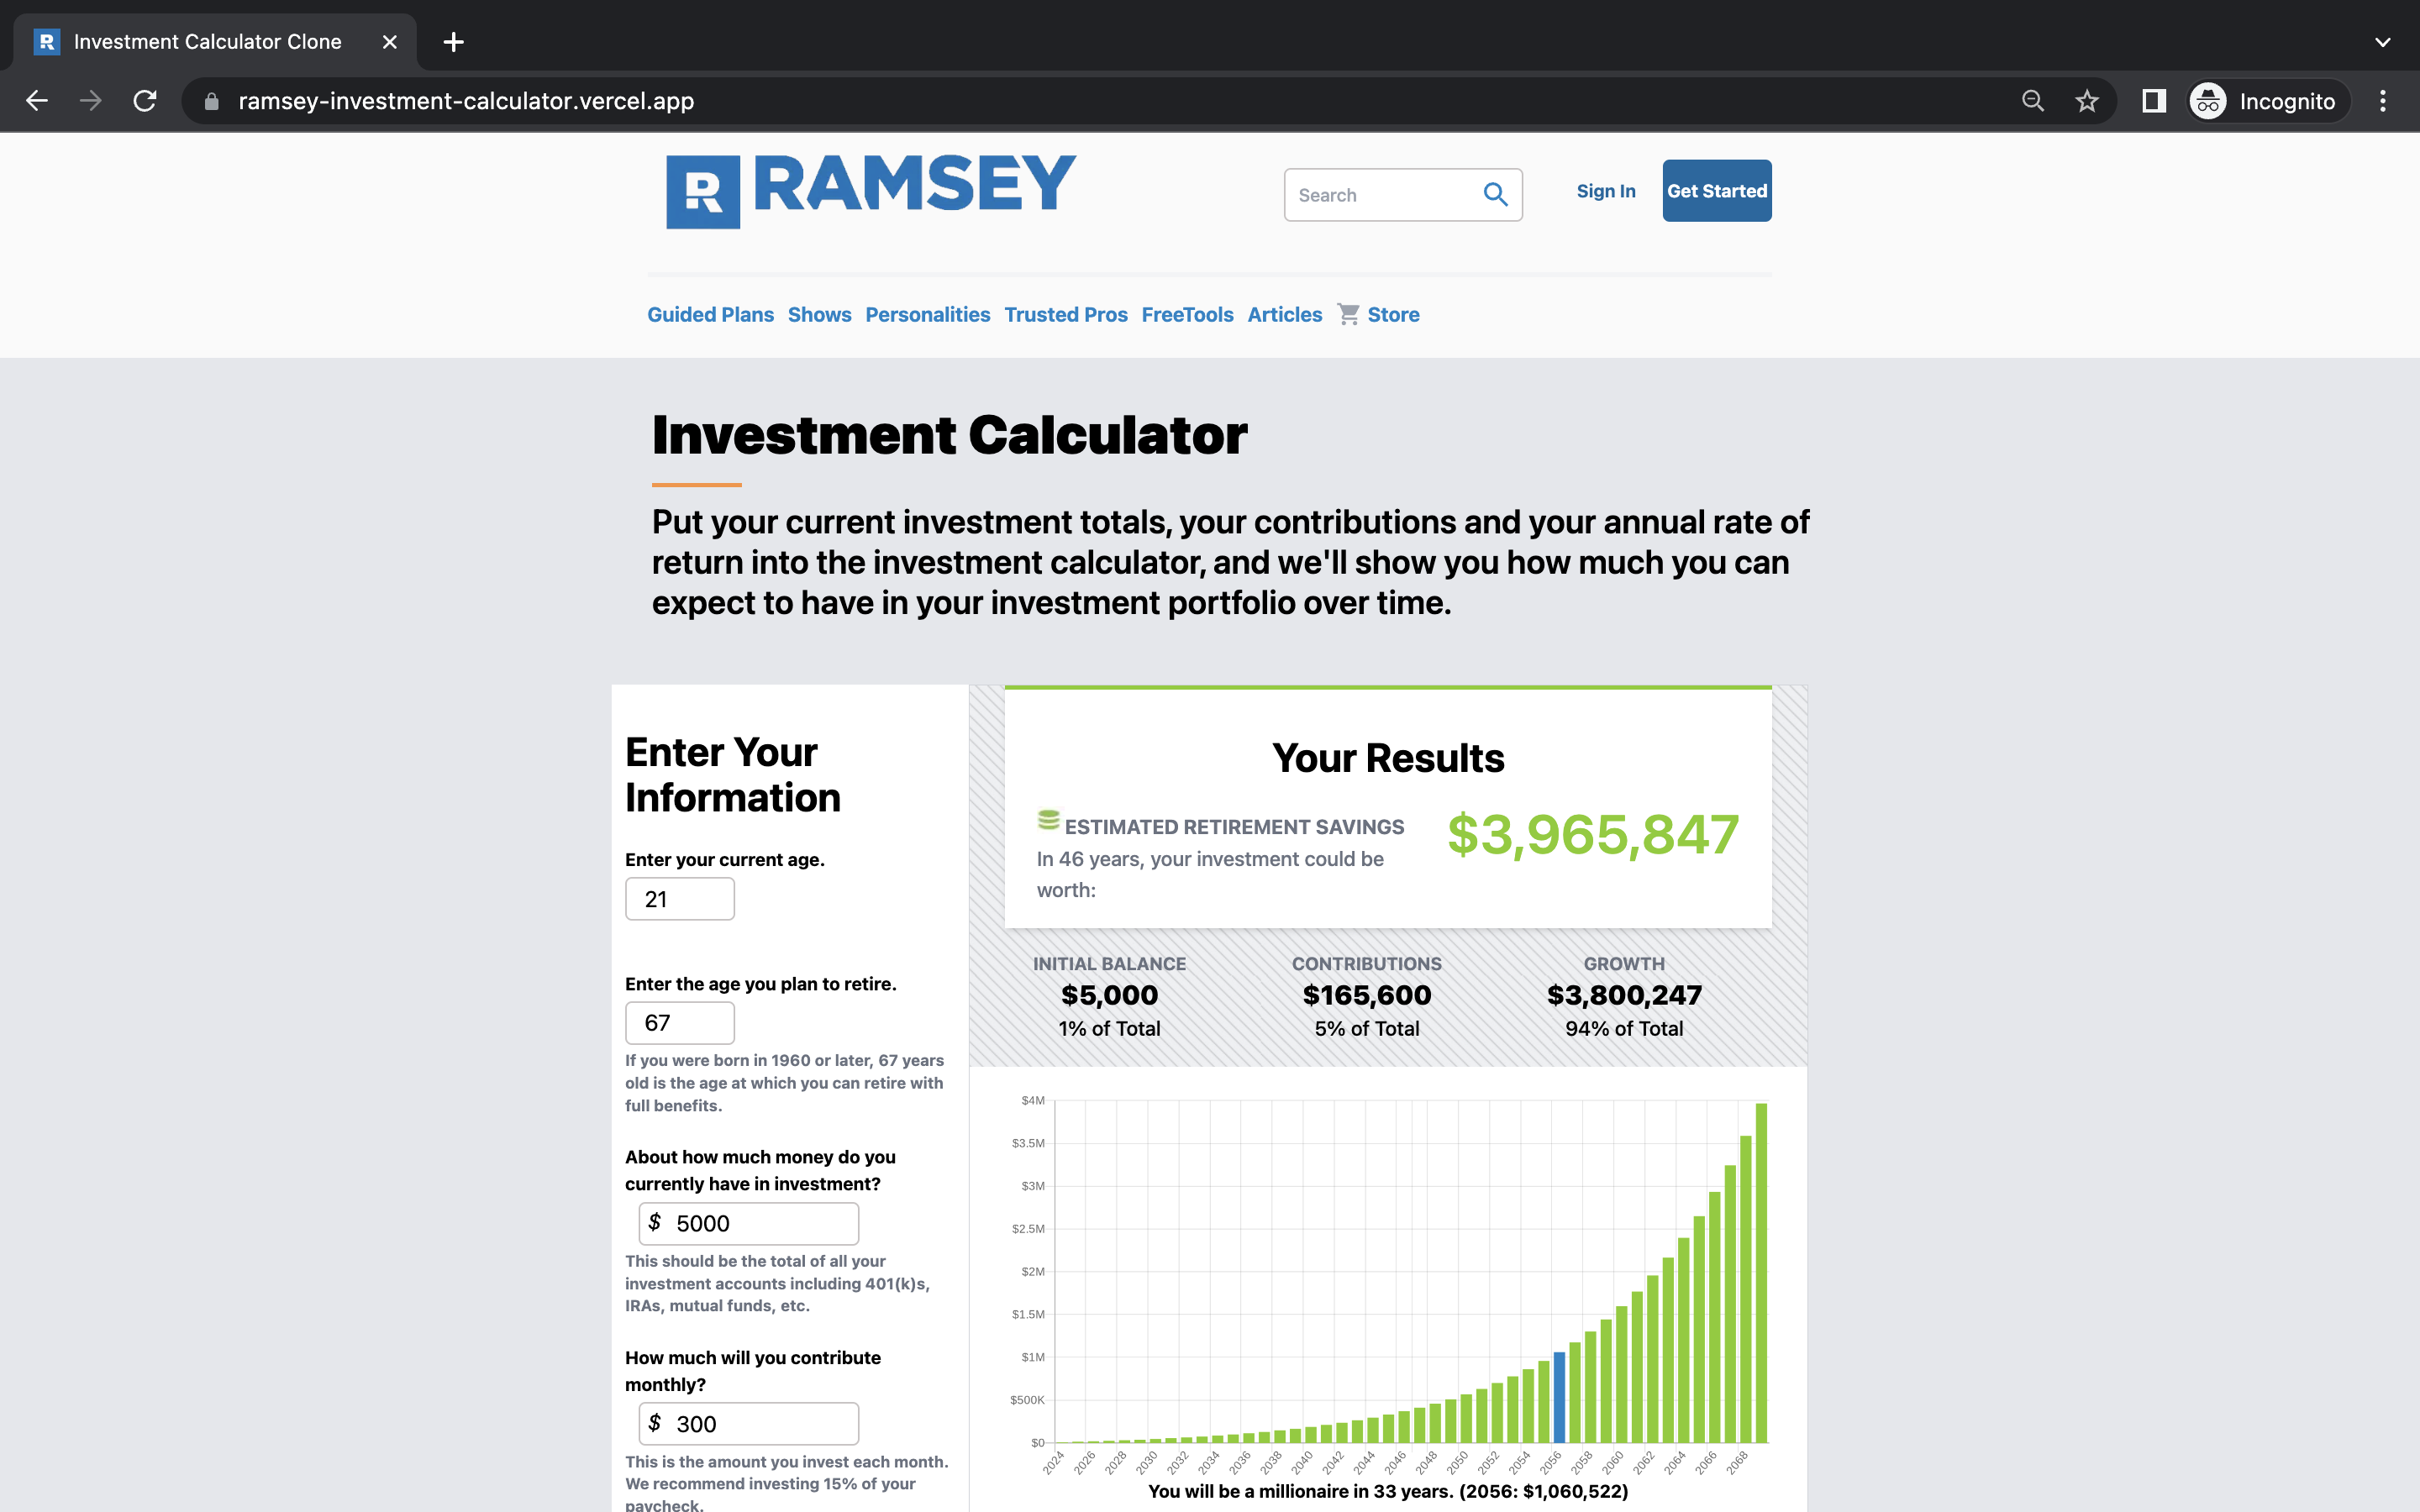 Investment Calculator Clone
ramsey-investment-calculator.vercel.app
Incognito
R RAMSEY
Search
Sign In
Get Started
Guided Plans Shows Personalities Trusted Pros FreeTools Articles Store
Investment Calculator
Put your current investment totals, your contributions and your annual rate of
return into the investment calculator, and we'll show you how much you can
expect to have in your investment portfolio over time.
Enter Your
Information
Enter your current age.
21
Enter the age you plan to retire.
67
If you were born in 1960 or later, 67 years
old is the age at which you can retire with
full benefits.
About how much money do you
currently have in investment?
$ 5000
This should be the total of all your
investment accounts including 401(k)s,
IRAs, mutual funds, etc.
How much will you contribute
monthly?
$ 300
This is the amount you invest each month.
We recommend investing 15% of your
paycheck.
Your Results
ESTIMATED RETIREMENT SAVINGS
In 46 years, your investment could be
worth:
$3,965,847
INITIAL BALANCE
$5,000
1% of Total
CONTRIBUTIONS
$165,600
5% of Total
GROWTH
$3,800,247
94% of Total
$4M
$3.5M
$3M
$2.5M
$2M
$1.5M
$1M
$500K
$0
2024 2026 2028 2030 2032 2034 2036 2038 2040 2042 2044 2046 2048 2050 2052 2054 2056 2058 2060 2062 2064 2066 2068
You will be a millionaire in 33 years. (2056: $1,060,522)